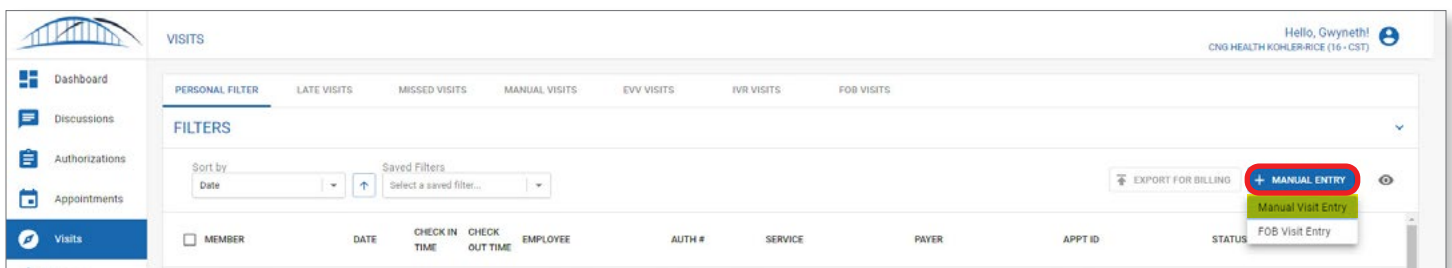 VISITS
Hello, Gwyneth!
CNG HEALTH KOHLER-RICE (16 - CST)
Dashboard
Discussions
Authorizations
Appointments
Visits
PERSONAL FILTER LATE VISITS MISSED VISITS MANUAL VISITS EVV VISITS IVR VISITS FOB VISITS
FILTERS
Sort by
Date
Saved Filters
Select a saved filter...
EXPORT FOR BILLING
+ MANUAL ENTRY
Manual Visit Entry
FOB Visit Entry
MEMBER DATE CHECK IN TIME CHECK OUT TIME EMPLOYEE AUTH # SERVICE PAYER APPT ID STATUS